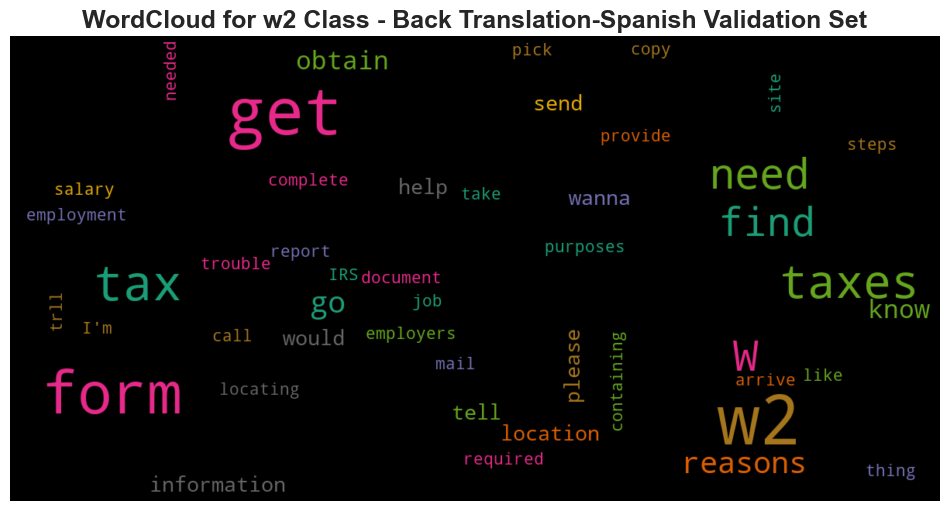 WordCloud for w2 Class - Back Translation-Spanish Validation Set
needed
obtain
pick
copy
get
send
site
provide
steps
salary
complete
help
take
wanna
need
employment
find
report
purposes
trouble
tax
IRS
document
taxes
go
job
know
trll
I'm
call
would
employers
please
containing
W
mail
arrive
like
form
locating
tell
w2
location
required
reasons
thing
information